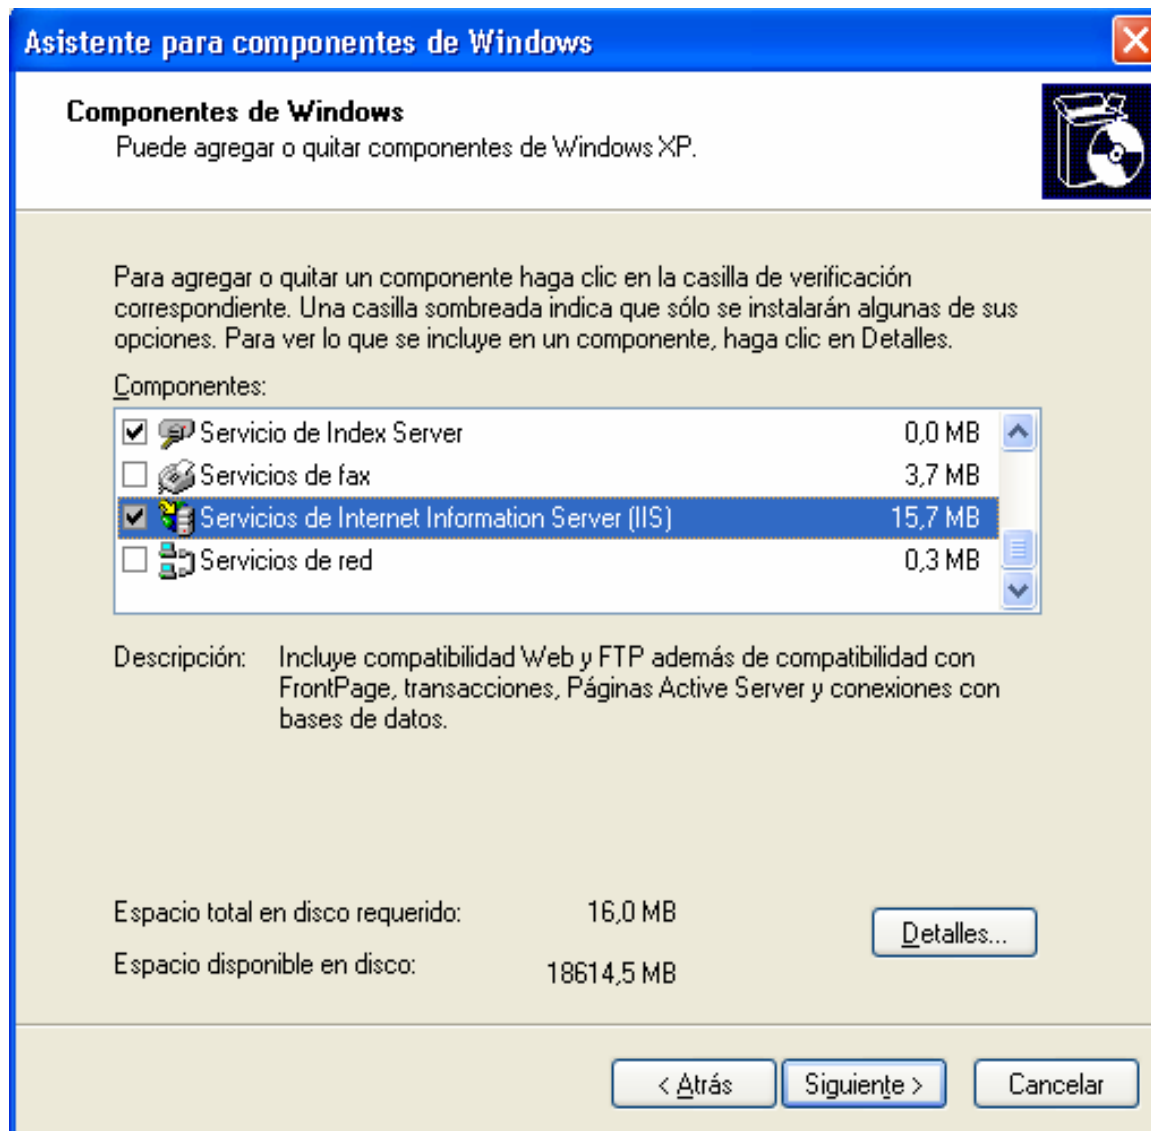 Asistente para componentes de Windows
Componentes de Windows
Puede agregar o quitar componentes de Windows XP.
Para agregar o quitar un componente haga clic en la casilla de verificación
correspondiente. Una casilla sombreada indica que sólo se instalarán algunas de sus
opciones. Para ver lo que se incluye en un componente, haga clic en Detalles.
Componentes:
Servicio de Index Server 0,0 MB
Servicios de fax 3,7 MB
Servicios de Internet Information Server (IIS) 15,7 MB
Servicios de red 0,3 MB
Descripción: Incluye compatibilidad Web y FTP además de compatibilidad con
FrontPage, transacciones, Páginas Active Server y conexiones con
bases de datos.
Espacio total en disco requerido: 16,0 MB
Detalles...
Espacio disponible en disco: 18614,5 MB
< Atrás Siguiente > Cancelar